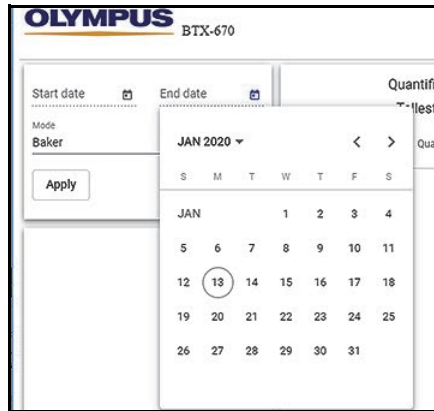 OLYMPUS BTX-670
Start date End date
Mode
Baker
Apply
JAN 2020
S M T W T F S
JAN 1 2 3 4
5 6 7 8 9 10 11
12 13 14 15 16 17 18
19 20 21 22 23 24 25
26 27 28 29 30 31